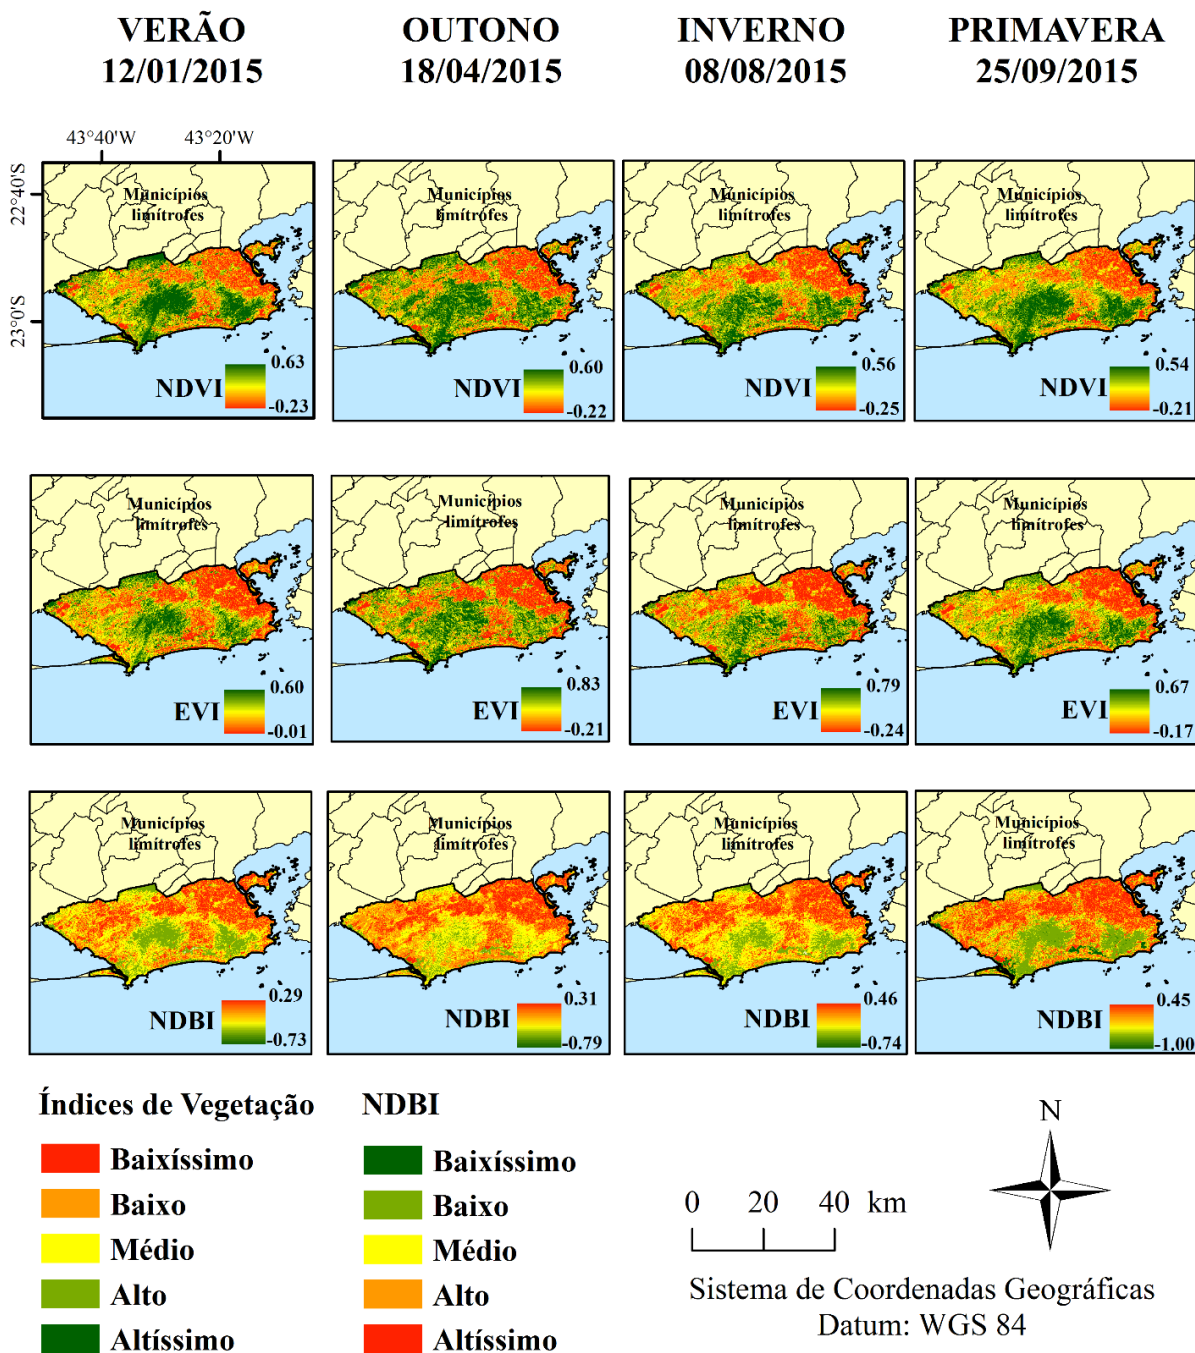 VERÃO
12/01/2015
OUTONO
18/04/2015
INVERNO
08/08/2015
PRIMAVERA
25/09/2015
43°40'W
43°20'W
22°40'S
23°0'S
Municípios
limítrofes
NDVI
0.63
-0.23
Municípios
limítrofes
NDVI
0.60
-0.22
Municípios
limítrofes
NDVI
0.56
-0.25
Municípios
limítrofes
NDVI
0.54
-0.21
Municípios
limítrofes
EVI
0.60
-0.01
Municípios
limítrofes
EVI
0.83
-0.21
Municípios
limítrofes
EVI
0.79
-0.24
Municípios
limítrofes
EVI
0.67
-0.17
Municípios
limítrofes
NDBI
0.29
-0.73
Municípios
limítrofes
NDBI
0.31
-0.79
Municípios
limítrofes
NDBI
0.46
-0.74
Municípios
limítrofes
NDBI
0.45
-1.00
Índices de Vegetação
Baixíssimo
Baixo
Médio
Alto
Altíssimo
NDBI
Baixíssimo
Baixo
Médio
Alto
Altíssimo
N
0 20 40 km
Sistema de Coordenadas Geográficas
Datum: WGS 84